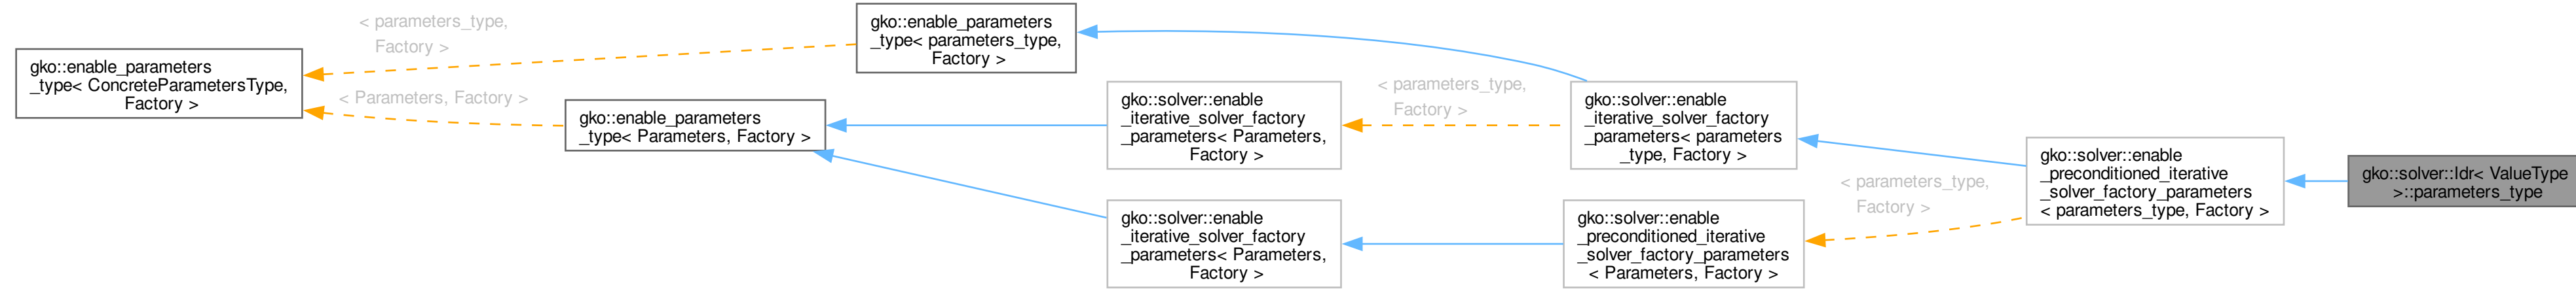 gko::enable_parameters
_type< ConcreteParametersType,
Factory >
< parameters_type,
Factory >
< Parameters, Factory >
gko::enable_parameters
_type< parameters_type,
Factory >
gko::enable_parameters
_type< Parameters, Factory >
gko::solver::enable
_iterative_solver_factory
_parameters< Parameters,
Factory >
gko::solver::enable
_iterative_solver_factory
_parameters< Parameters,
Factory >
< parameters_type,
Factory >
gko::solver::enable
_iterative_solver_factory
_parameters< parameters
_type, Factory >
gko::solver::enable
_preconditioned_iterative
_solver_factory_parameters
< Parameters, Factory >
< parameters_type,
Factory >
gko::solver::enable
_preconditioned_iterative
_solver_factory_parameters
< parameters_type, Factory >
gko::solver::Idr< ValueType
>::parameters_type